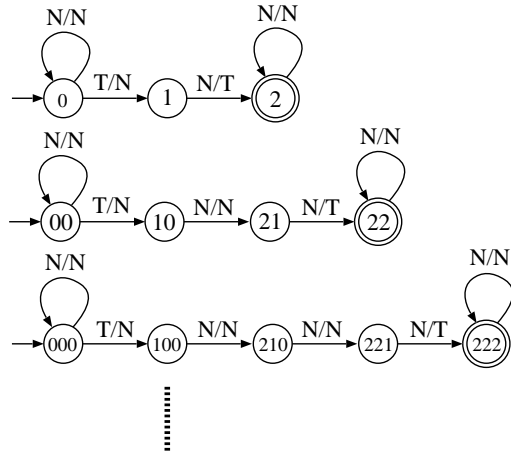 N/N N/N
0 T/N 1 N/T 2
N/N N/N
00 T/N 10 N/N 21 N/T 22
N/N N/N
000 T/N 100 N/N 210 N/N 221 N/T 222